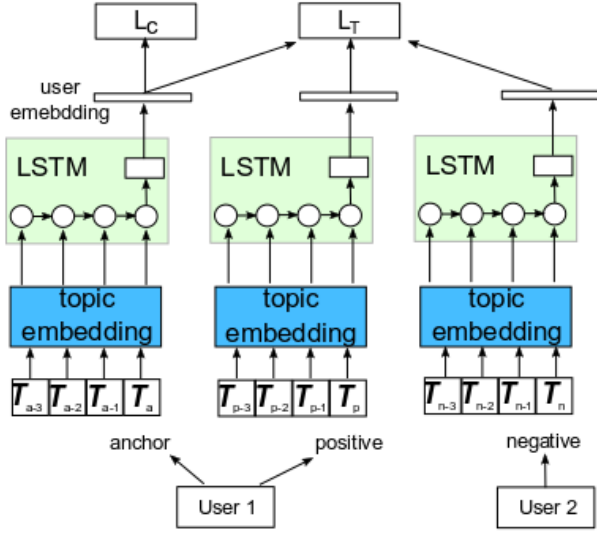 L_C L_T
user
emebdding
LSTM LSTM LSTM
topic topic topic
embedding embedding embedding
T_a-3 T_a-2 T_a-1 T_a T_p-3 T_p-2 T_p-1 T_p T_n-3 T_n-2 T_n-1 T_n
anchor positive negative
User 1 User 2